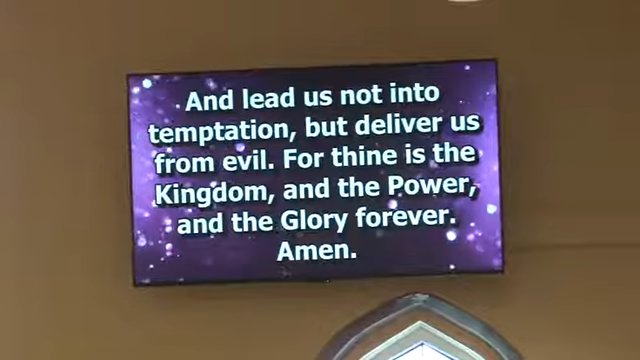 And lead us not into
temptation, but deliver us
from evil. For thine is the
Kingdom, and the Power,
and the Glory forever.
Amen.